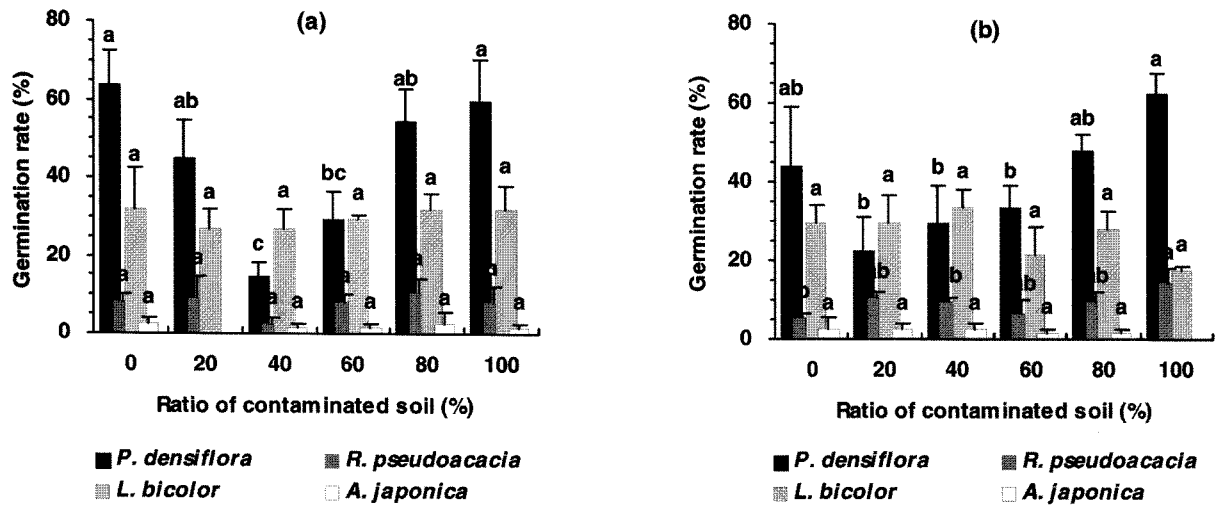 (a)
Germination rate (%)
80
60
40
20
0
a
a
a
a
ab
a
a
c
a
a
a
bc
a
a
a
ab
a
a
a
a
a
a
a
0 20 40 60 80 100
Ratio of contaminated soil (%)
P. densiflora
R. pseudoacacia
L. bicolor
A. japonica
(b)
Germination rate (%)
80
60
40
20
0
ab
b
a
a
b
b
a
a
b
b
a
a
b
b
a
a
ab
b
a
a
a
a
a
0 20 40 60 80 100
Ratio of contaminated soil (%)
P. densiflora
R. pseudoacacia
L. bicolor
A. japonica